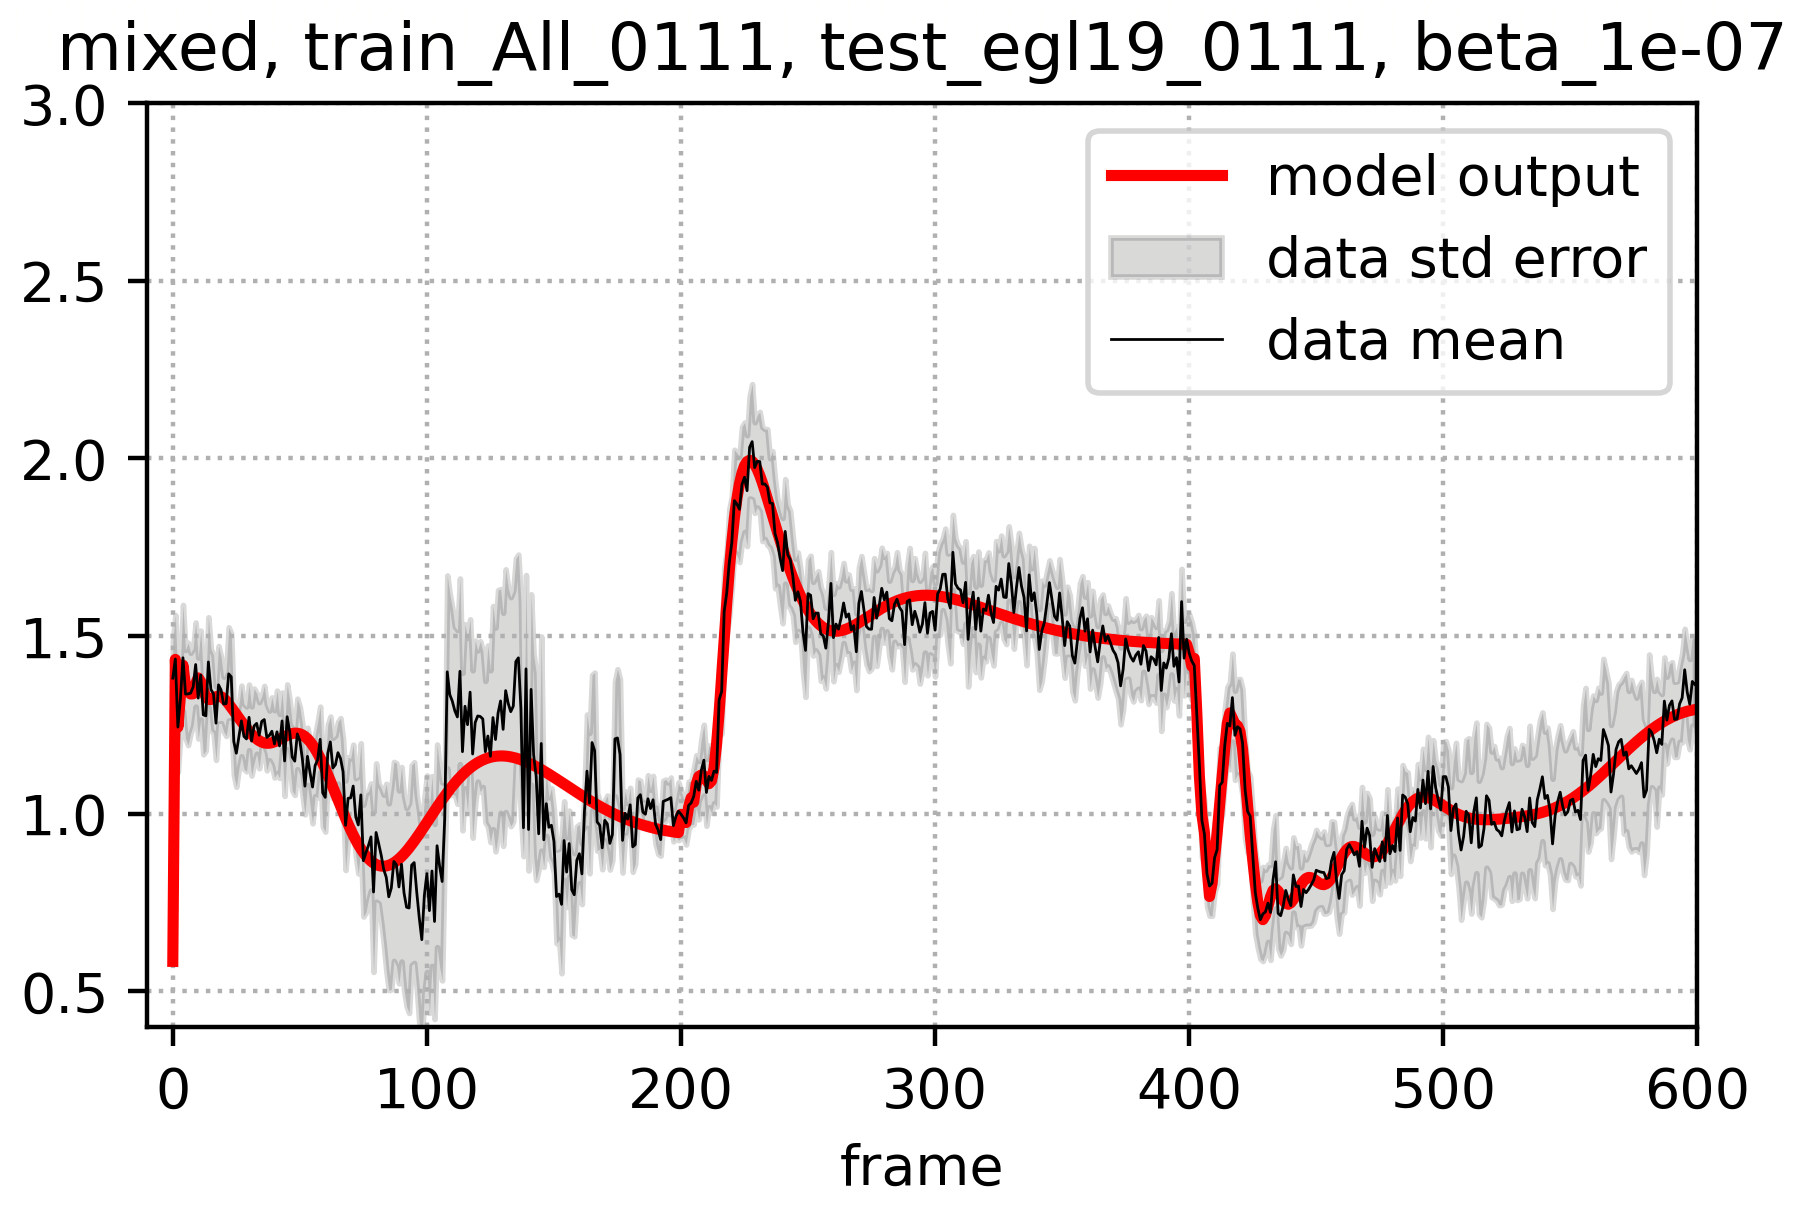 mixed, train_All_0111, test_egl19_0111, beta_1e-07
3.0
2.5
2.0
1.5
1.0
0.5
model output
data std error
data mean
0 100 200 300 400 500 600
frame